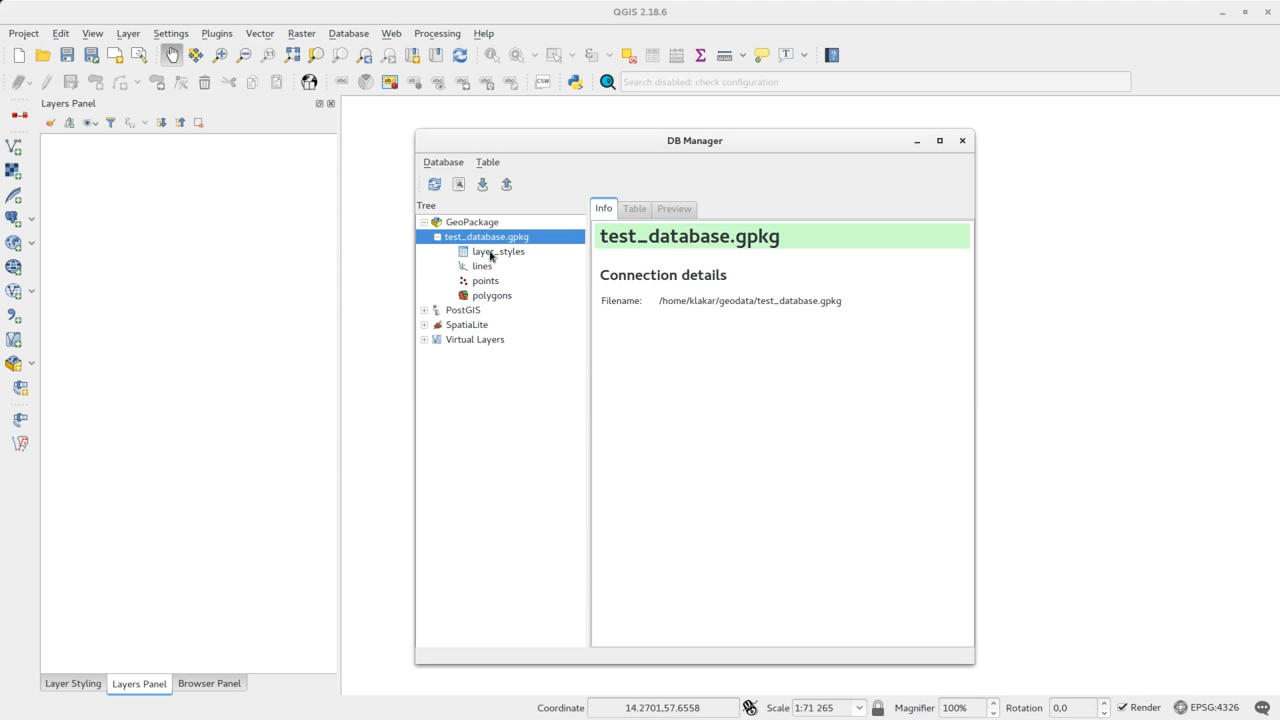 QGIS 2.18.6
Project Edit View Layer Settings Plugins Vector Raster Database Web Processing Help
CSW
Search disabled: check configuration
Layers Panel
DB Manager
Database Table
Tree
Info Table Preview
GeoPackage
test_database.gpkg
layer_styles
lines
points
polygons
PostGIS
SpatiaLite
Virtual Layers
test_database.gpkg
Connection details
Filename: /home/klakar/geodata/test_database.gpkg
Layer Styling Layers Panel Browser Panel
Coordinate 14.2701,57.6558 Scale 1:71 265 Magnifier 100% Rotation 0,0 Render EPSG:4326